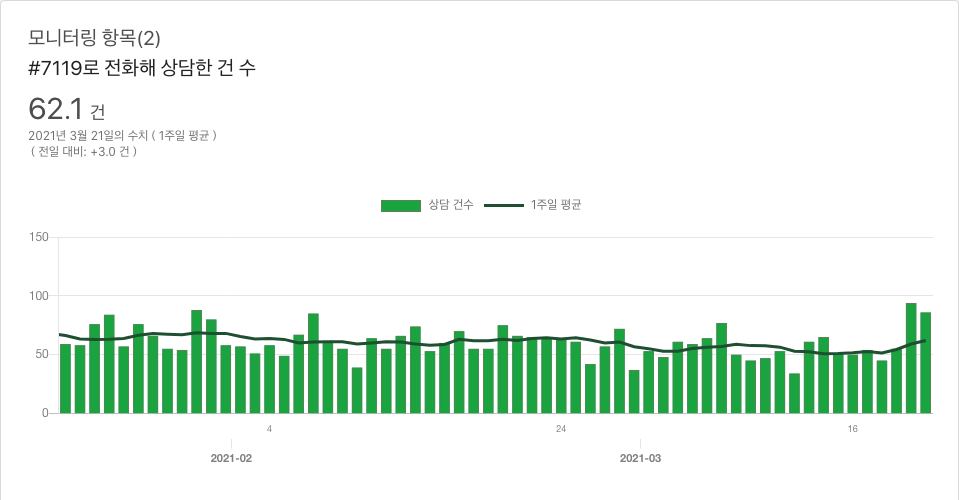 모니터링 항목(2)
#7119로 전화해 상담한 건 수
62.1 건
2021년 3월 21일의 수치 ( 1주일 평균 )
( 전일 대비: +3.0 건 )
상담 건수 1주일 평균
150
100
50
0
4 24 16
2021-02 2021-03